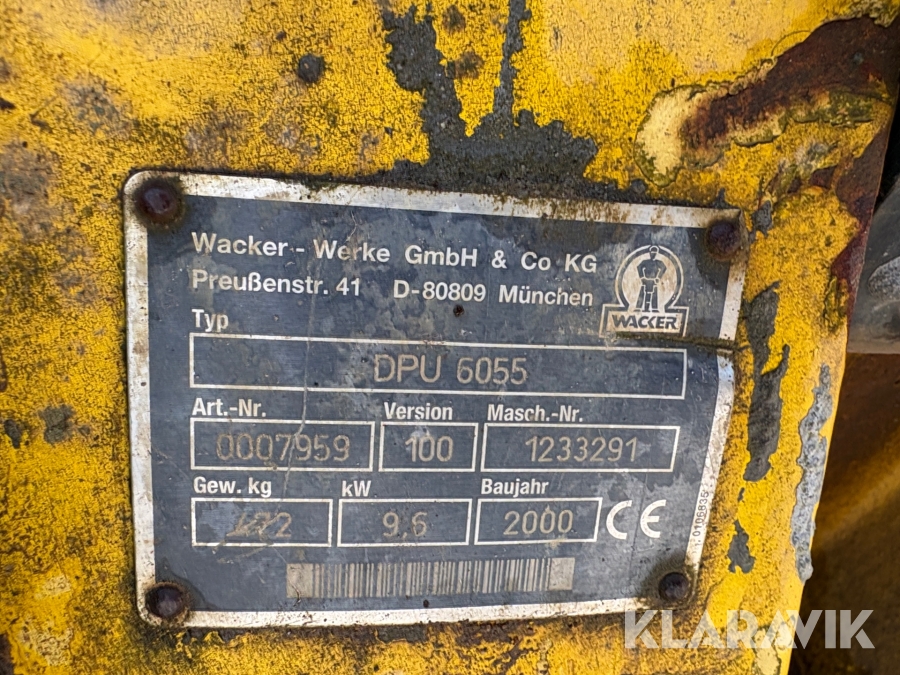 Wacker - Werke GmbH & Co KG
Preußenstr. 41 D-80809 München
WACKER
Typ
DPU 6055
Art.-Nr. Version Masch.-Nr.
0007959 100 1233291
Gew. kg kW Baujahr
9,6 2000 CE
0106835
KLARAVIK